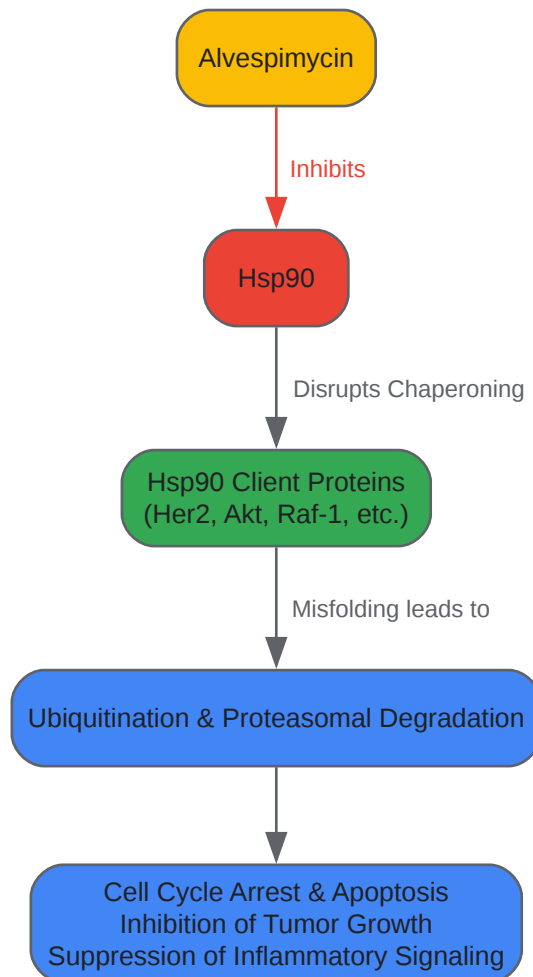 Alvespimycin
Inhibits
Hsp90
Disrupts Chaperoning
Hsp90 Client Proteins
(Her2, Akt, Raf-1, etc.)
Misfolding leads to
Ubiquitination & Proteasomal Degradation
Cell Cycle Arrest & Apoptosis
Inhibition of Tumor Growth
Suppression of Inflammatory Signaling